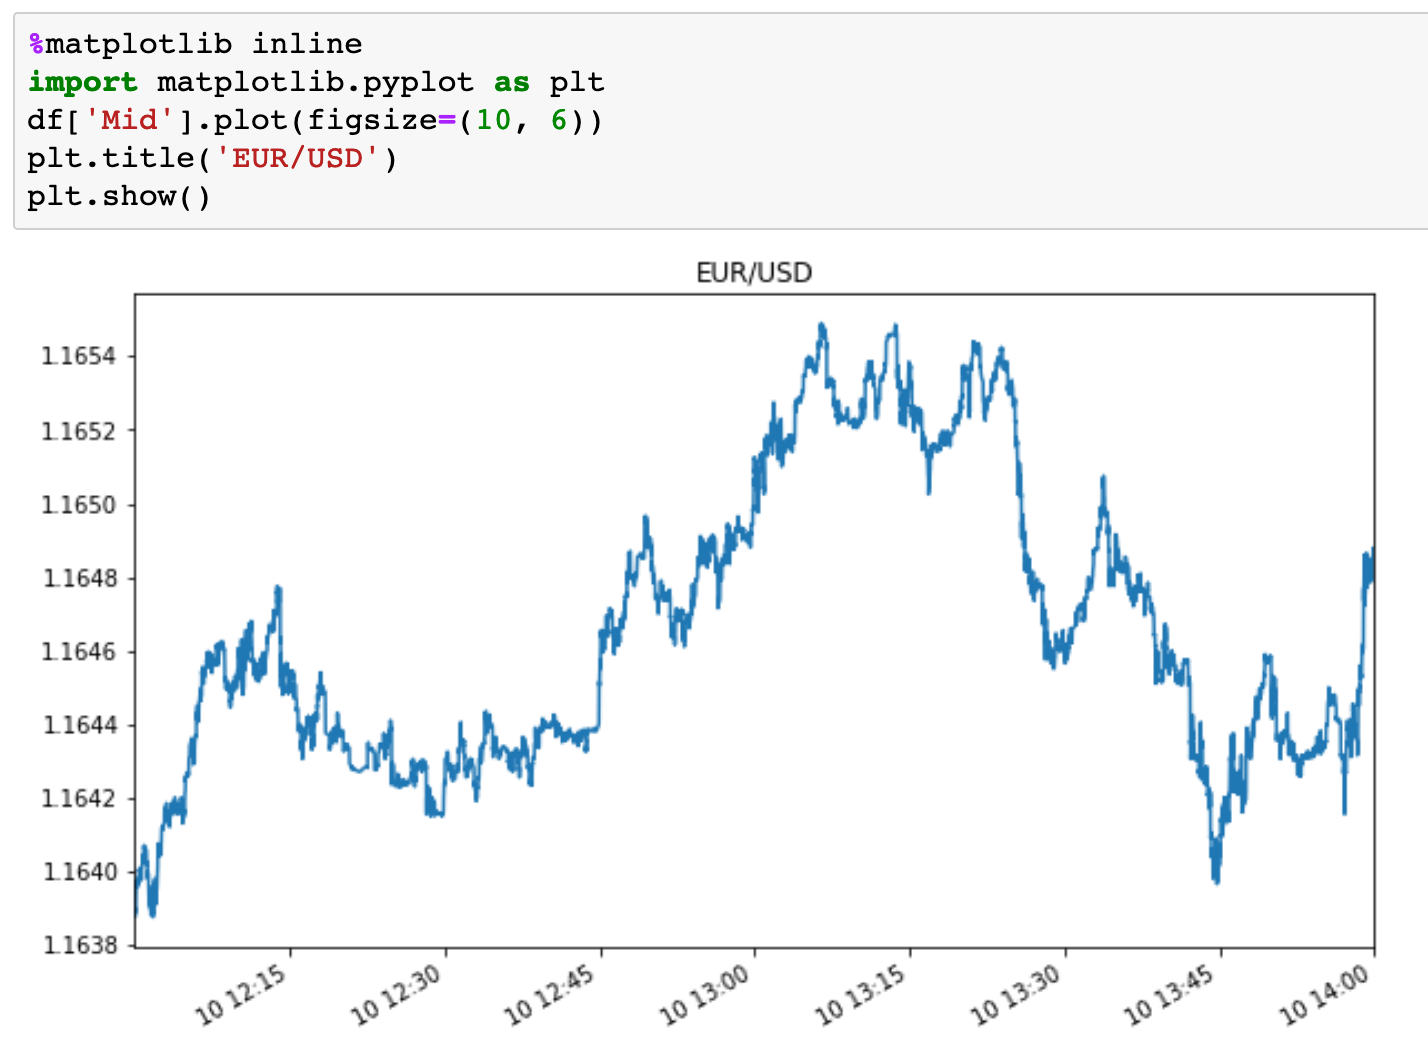 %matplotlib inline
import matplotlib.pyplot as plt
df['Mid'].plot(figsize=(10, 6))
plt.title('EUR/USD')
plt.show()
EUR/USD
1.1654
1.1652
1.1650
1.1648
1.1646
1.1644
1.1642
1.1640
1.1638
10 12:15
10 12:30
10 12:45
10 13:00
10 13:15
10 13:30
10 13:45
10 14:00